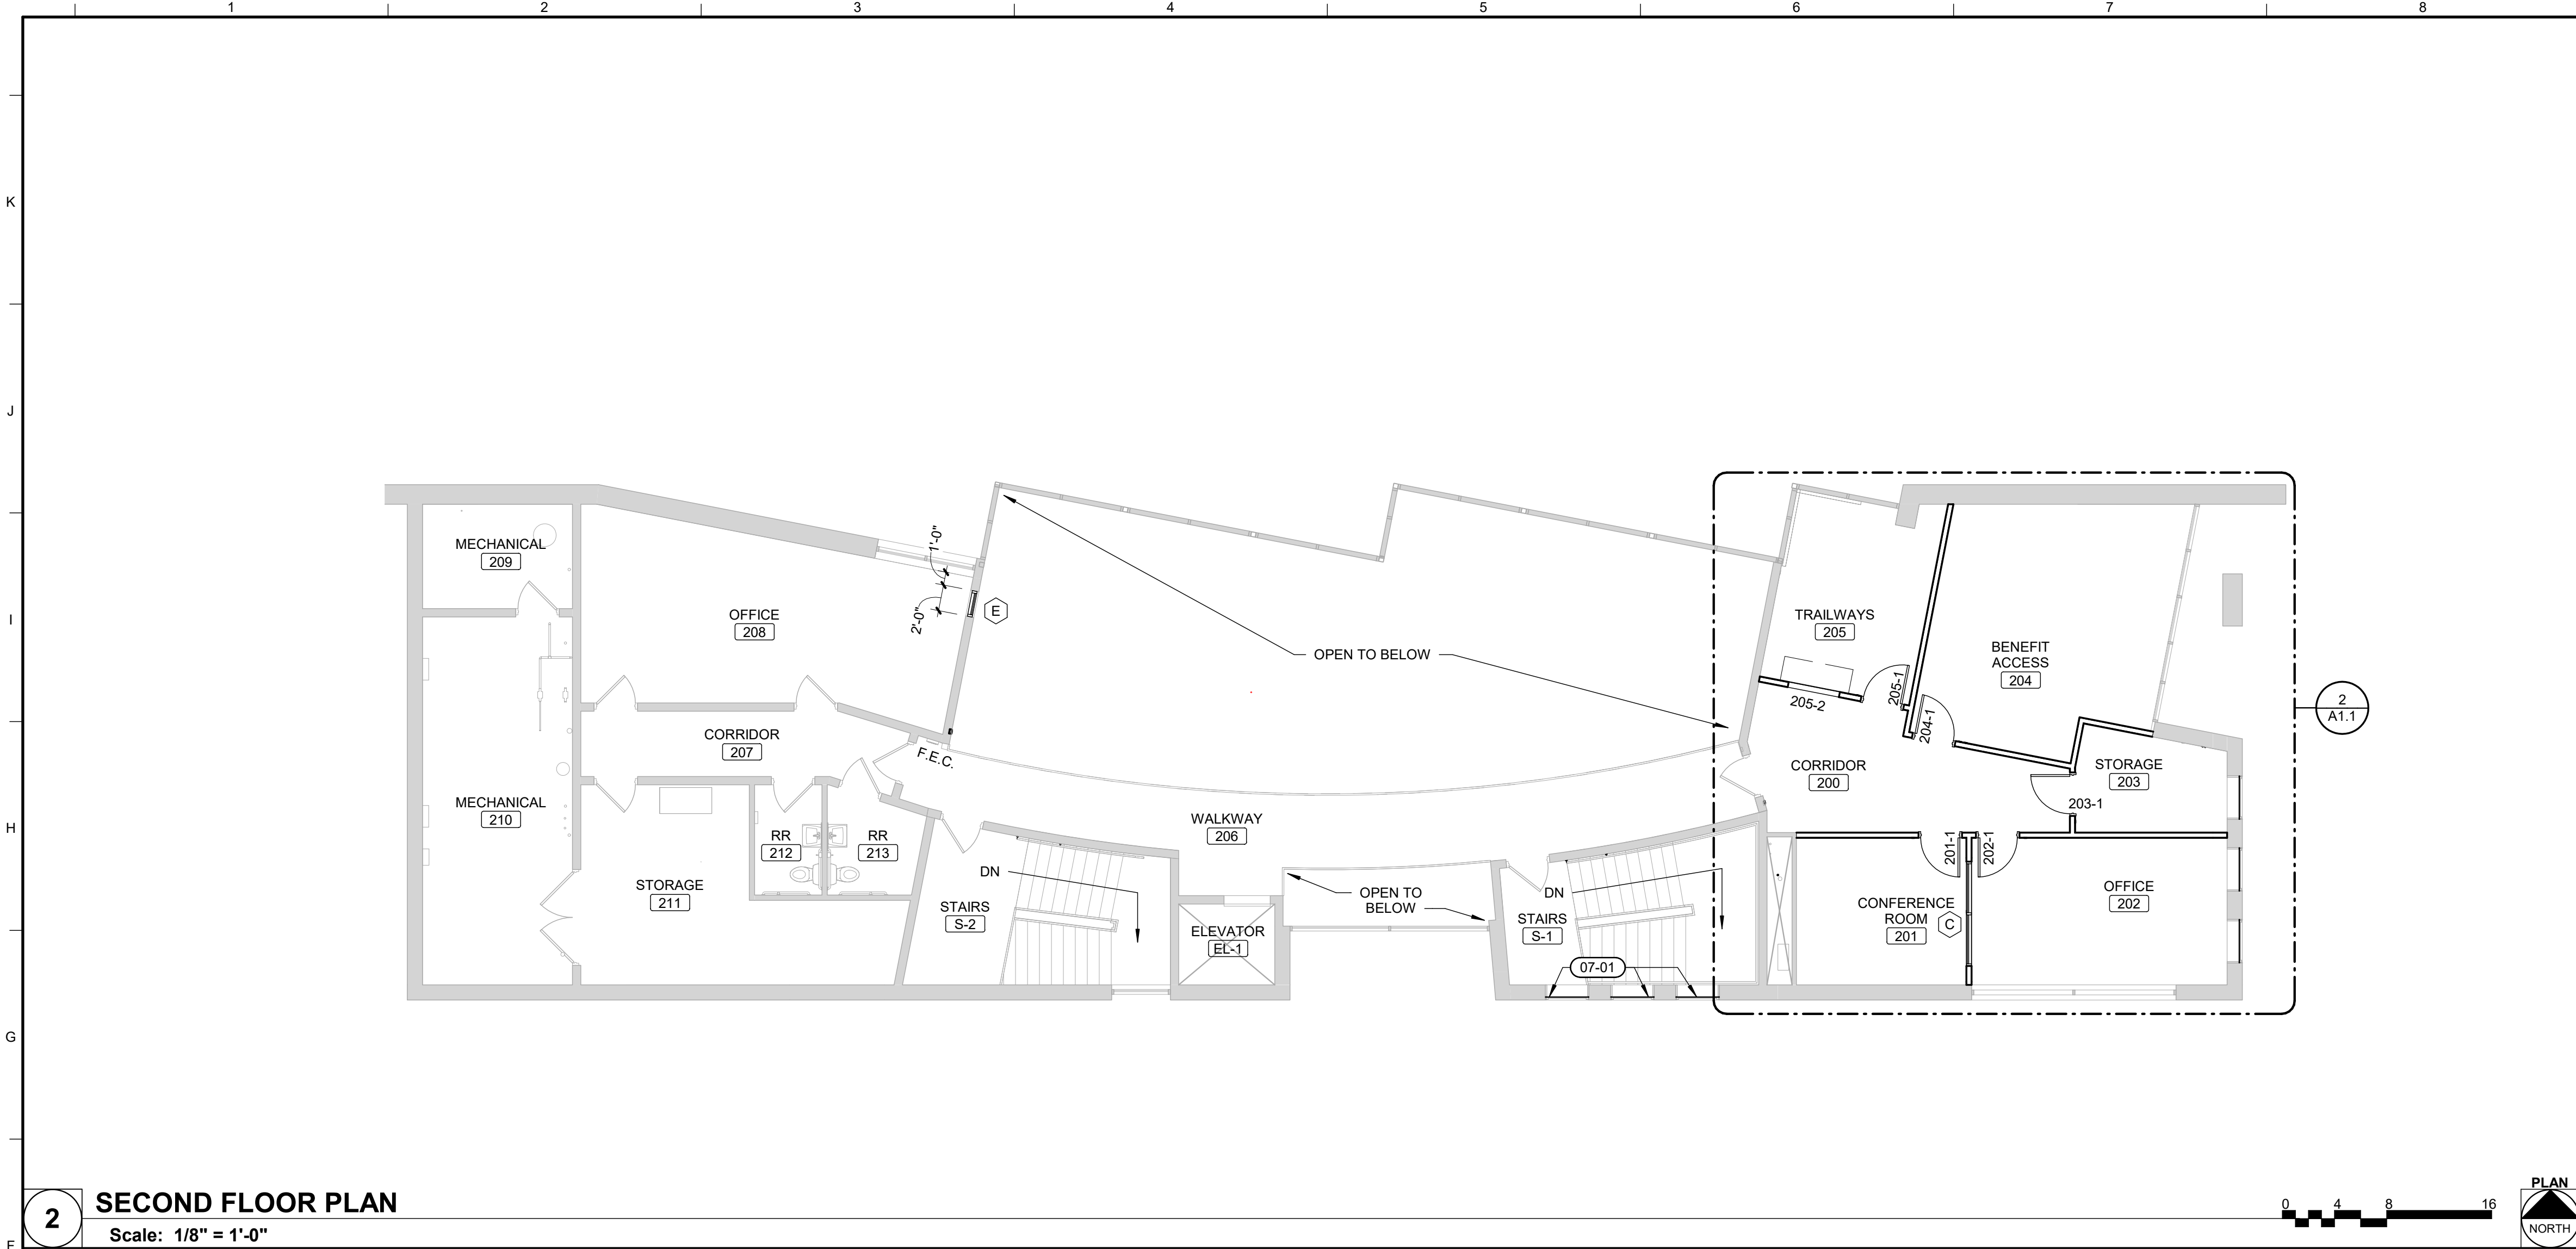 1 2 3 4 5 6 7 8
K
J
I
H
G
F
MECHANICAL
209
OFFICE
208
1'-0"
2'-0"
E
OPEN TO BELOW
TRAILWAYS
205
BENEFIT
ACCESS
204
205-1
205-2
204-1
2
A1.1
CORRIDOR
207
F.E.C.
CORRIDOR
200
STORAGE
203
203-1
MECHANICAL
210
WALKWAY
206
RR
212
RR
213
201-1
202-1
STORAGE
211
DN
STAIRS
S-2
OPEN TO
BELOW
DN
STAIRS
S-1
ELEVATOR
EL-1
CONFERENCE
ROOM
201
C
OFFICE
202
07-01
2
SECOND FLOOR PLAN
Scale: 1/8" = 1'-0"
0 4 8 16
PLAN
NORTH